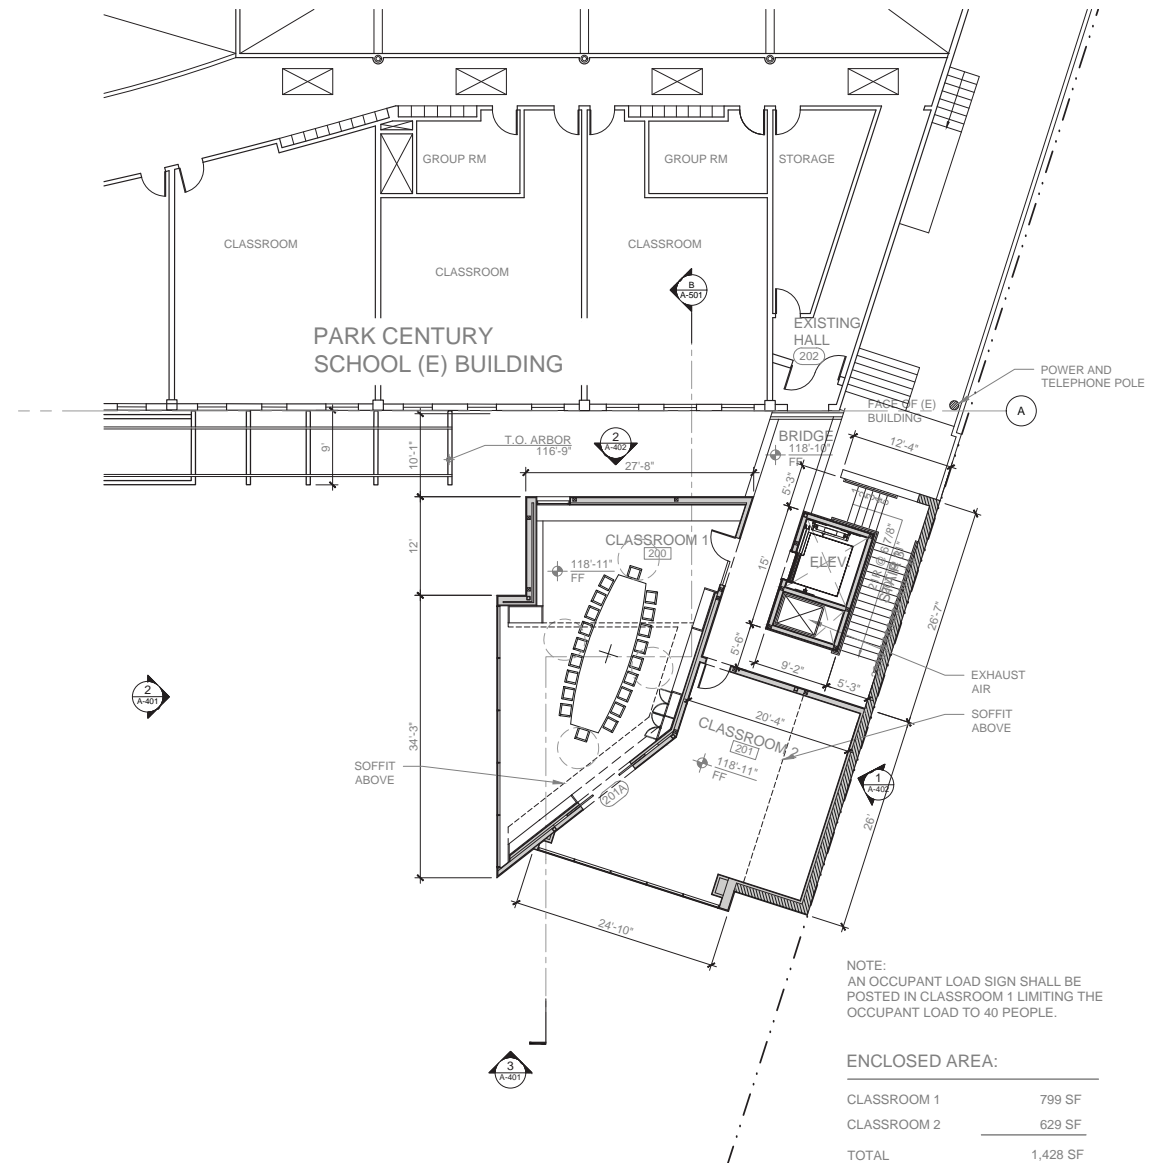 GROUP RM
GROUP RM
STORAGE
CLASSROOM
CLASSROOM
CLASSROOM
B
A-501
PARK CENTURY
SCHOOL (E) BUILDING
EXISTING
HALL
202
POWER AND
TELEPHONE POLE
FACE OF (E)
BUILDING
A
BRIDGE
118'-10"
FF
12'-4"
T.O. ARBOR
116'-9"
2
A-402
9'
10'-1"
27'-8"
5'-3"
CLASSROOM 1
200
118'-11"
FF
12'
15'
ELEV.
26'-7"
5'-6"
9'-2"
5'-3"
EXHAUST
AIR
2
A-401
34'-3"
20'-4"
CLASSROOM 2
201
118'-11"
FF
SOFFIT
ABOVE
SOFFIT
ABOVE
201A
1
A-402
26'
24'-10"
NOTE:
AN OCCUPANT LOAD SIGN SHALL BE
POSTED IN CLASSROOM 1 LIMITING THE
OCCUPANT LOAD TO 40 PEOPLE.
3
A-401
ENCLOSED AREA:
CLASSROOM 1 799 SF
CLASSROOM 2 629 SF
TOTAL 1,428 SF